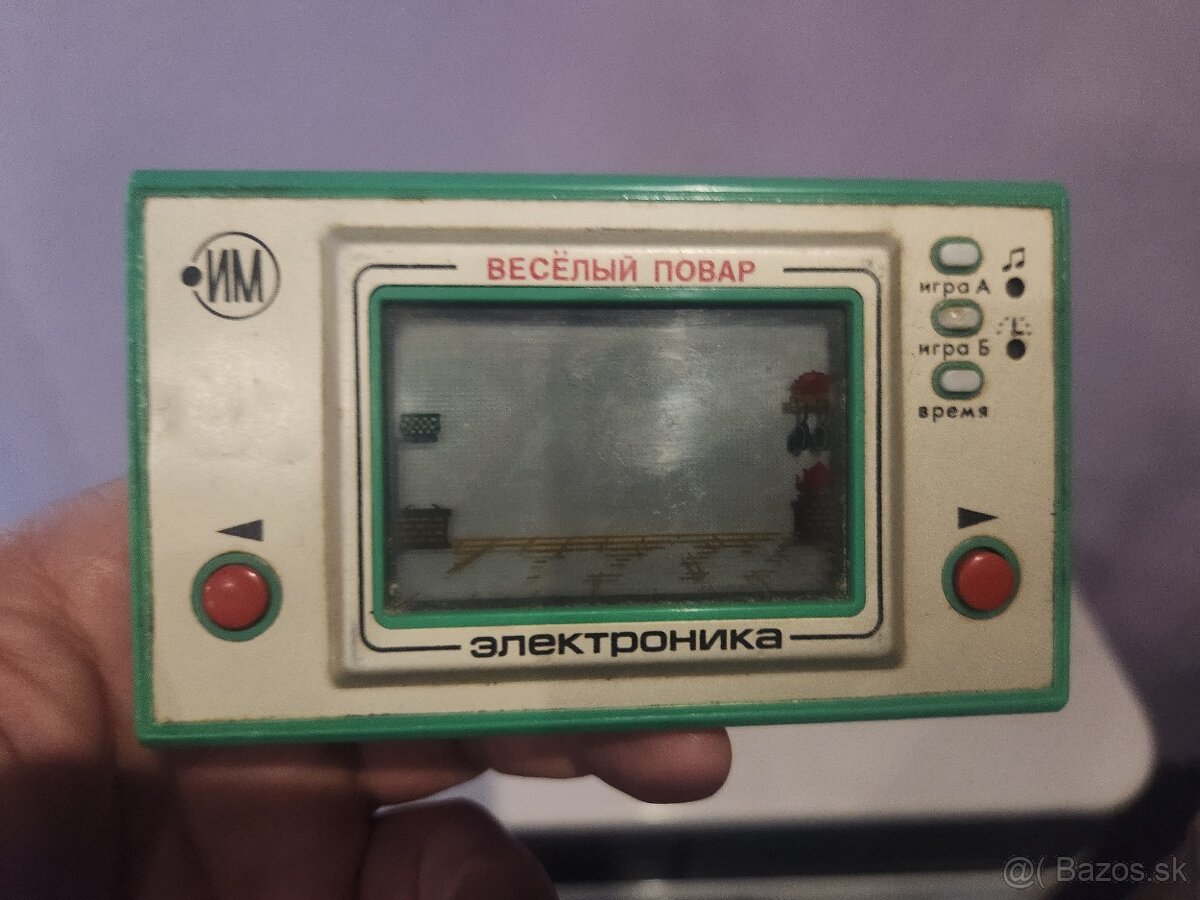 ИМ
ВЕСЁЛЫЙ ПОВАР
игра А
игра Б
время
электроника
@( Bazos.sk